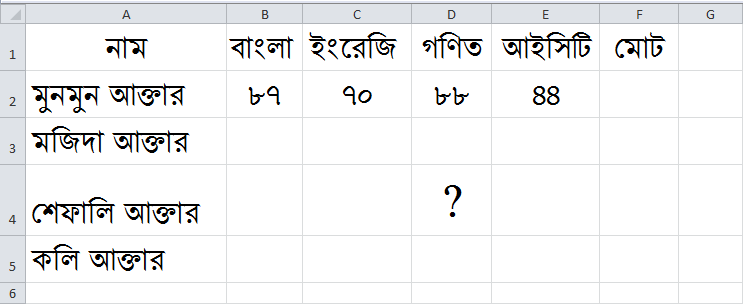 A B C D E F G
1 নাম বাংলা ইংরেজি গণিত আইসিটি মোট
2 মুনমুন আক্তার ৮৭ ৭০ ৮৮ ৪৪
3 মজিদা আক্তার
4 শেফালি আক্তার ?
5 কলি আক্তার
6